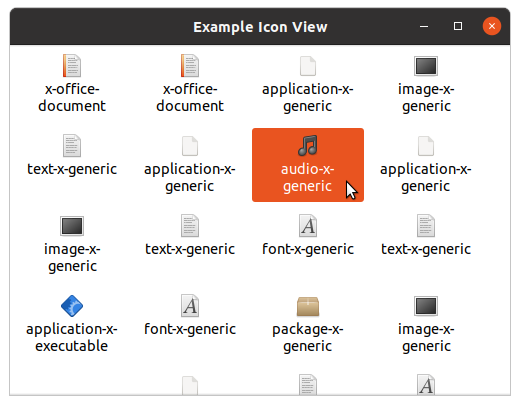 Example Icon View
x-office-
document
x-office-
document
application-x-
generic
image-x-
generic
text-x-generic
application-x-
generic
audio-x-
generic
application-x-
generic
image-x-
generic
text-x-generic
font-x-generic
text-x-generic
application-x-
executable
font-x-generic
package-x-
generic
image-x-
generic